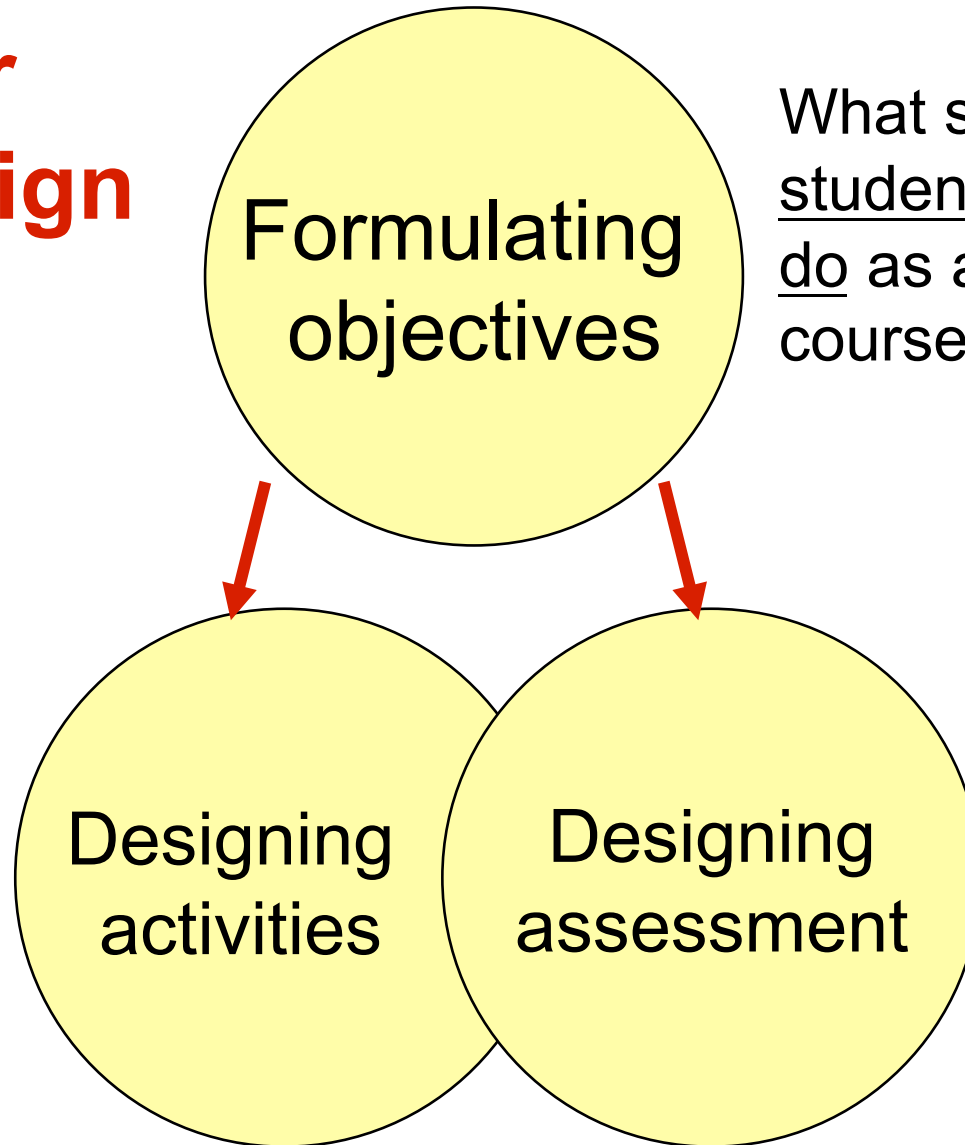 ign
Formulating
objectives
What s
studen
do as a
course
Designing
activities
Designing
assessment